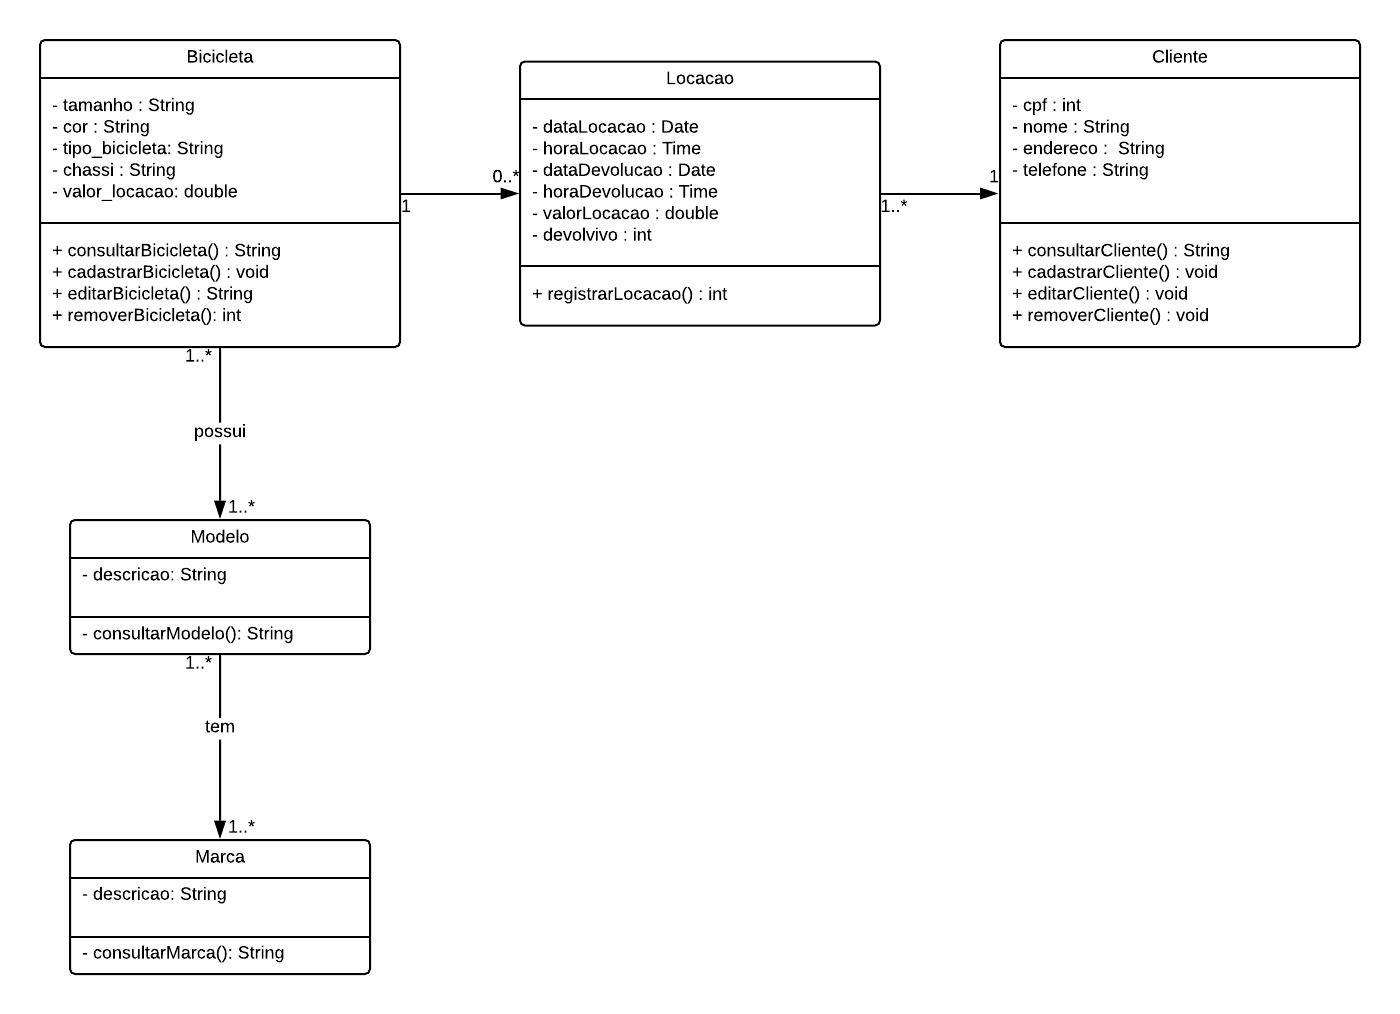 Bicicleta
- tamanho : String
- cor : String
- tipo_bicicleta: String
- chassi : String
- valor_locacao: double
+ consultarBicicleta() : String
+ cadastrarBicicleta() : void
+ editarBicicleta() : String
+ removerBicicleta(): int
1
0..*
Locacao
- dataLocacao : Date
- horaLocacao : Time
- dataDevolucao : Date
- horaDevolucao : Time
- valorLocacao : double
- devolvivo : int
+ registrarLocacao() : int
1..*
1
Cliente
- cpf : int
- nome : String
- endereco :  String
- telefone : String
+ consultarCliente() : String
+ cadastrarCliente() : void
+ editarCliente() : void
+ removerCliente() : void
1..*
possui
1..*
Modelo
- descricao: String
- consultarModelo(): String
1..*
tem
1..*
Marca
- descricao: String
- consultarMarca(): String